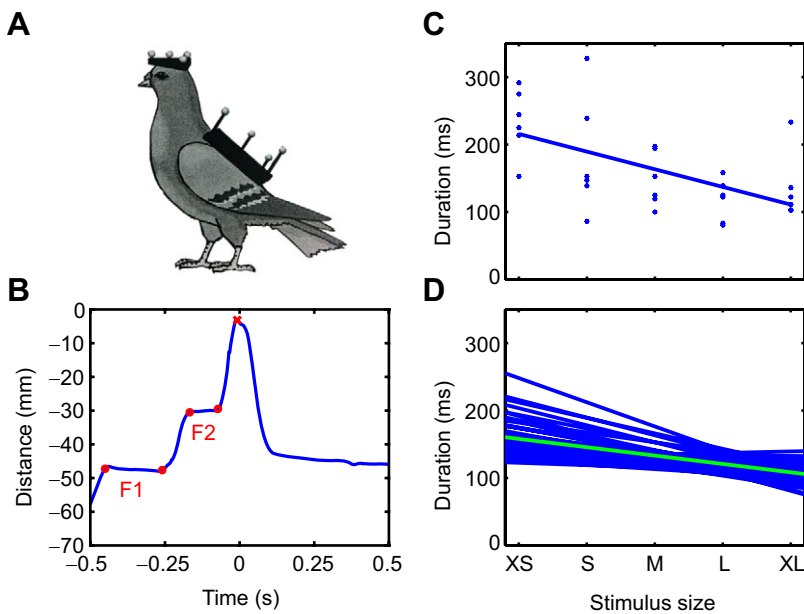 A
B
0
−10
−20
−30
−40
−50
−60
−70
Distance (mm)
F1
F2
−0.5
−0.25
0
0.25
0.5
Time (s)
C
300
200
100
0
Duration (ms)
D
300
200
100
0
Duration (ms)
XS
S
M
L
XL
Stimulus size